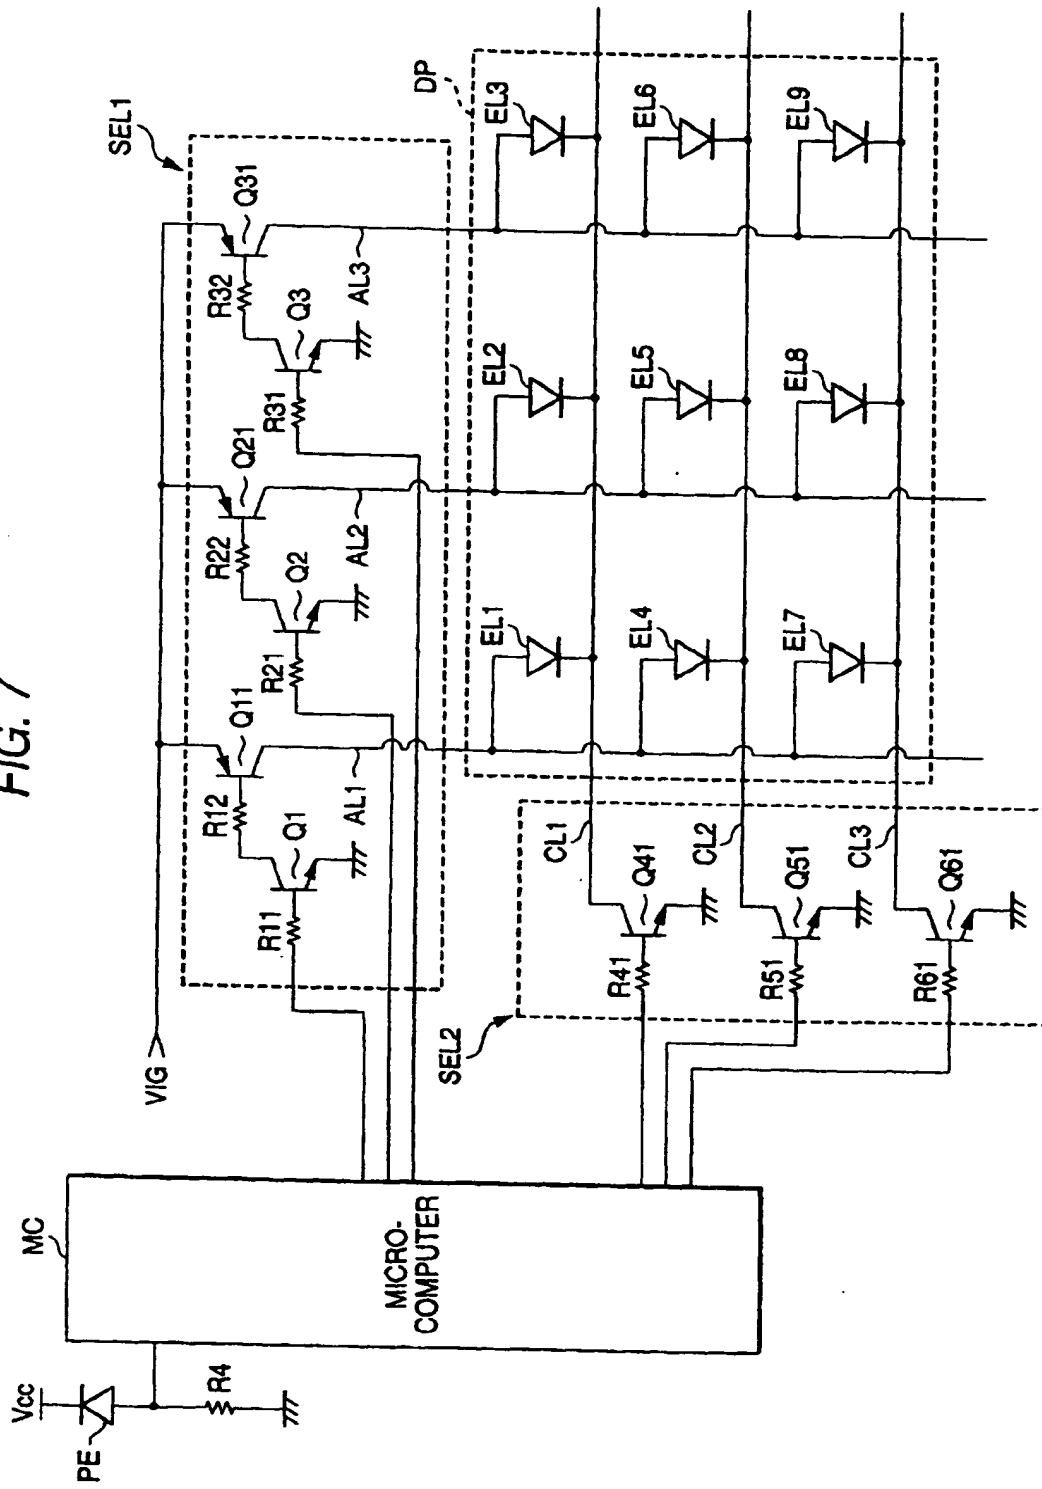 FIG. 7
SEL1
VIG
Q11
Q21
Q31
R12
R22
R32
Q1
Q2
Q3
R11
R21
R31
AL1
AL2
AL3
MC
Vcc
PE
R4
MICRO-
COMPUTER
DP
EL1
EL2
EL3
CL1
EL4
EL5
EL6
CL2
EL7
EL8
EL9
CL3
SEL2
Q41
R41
Q51
R51
Q61
R61